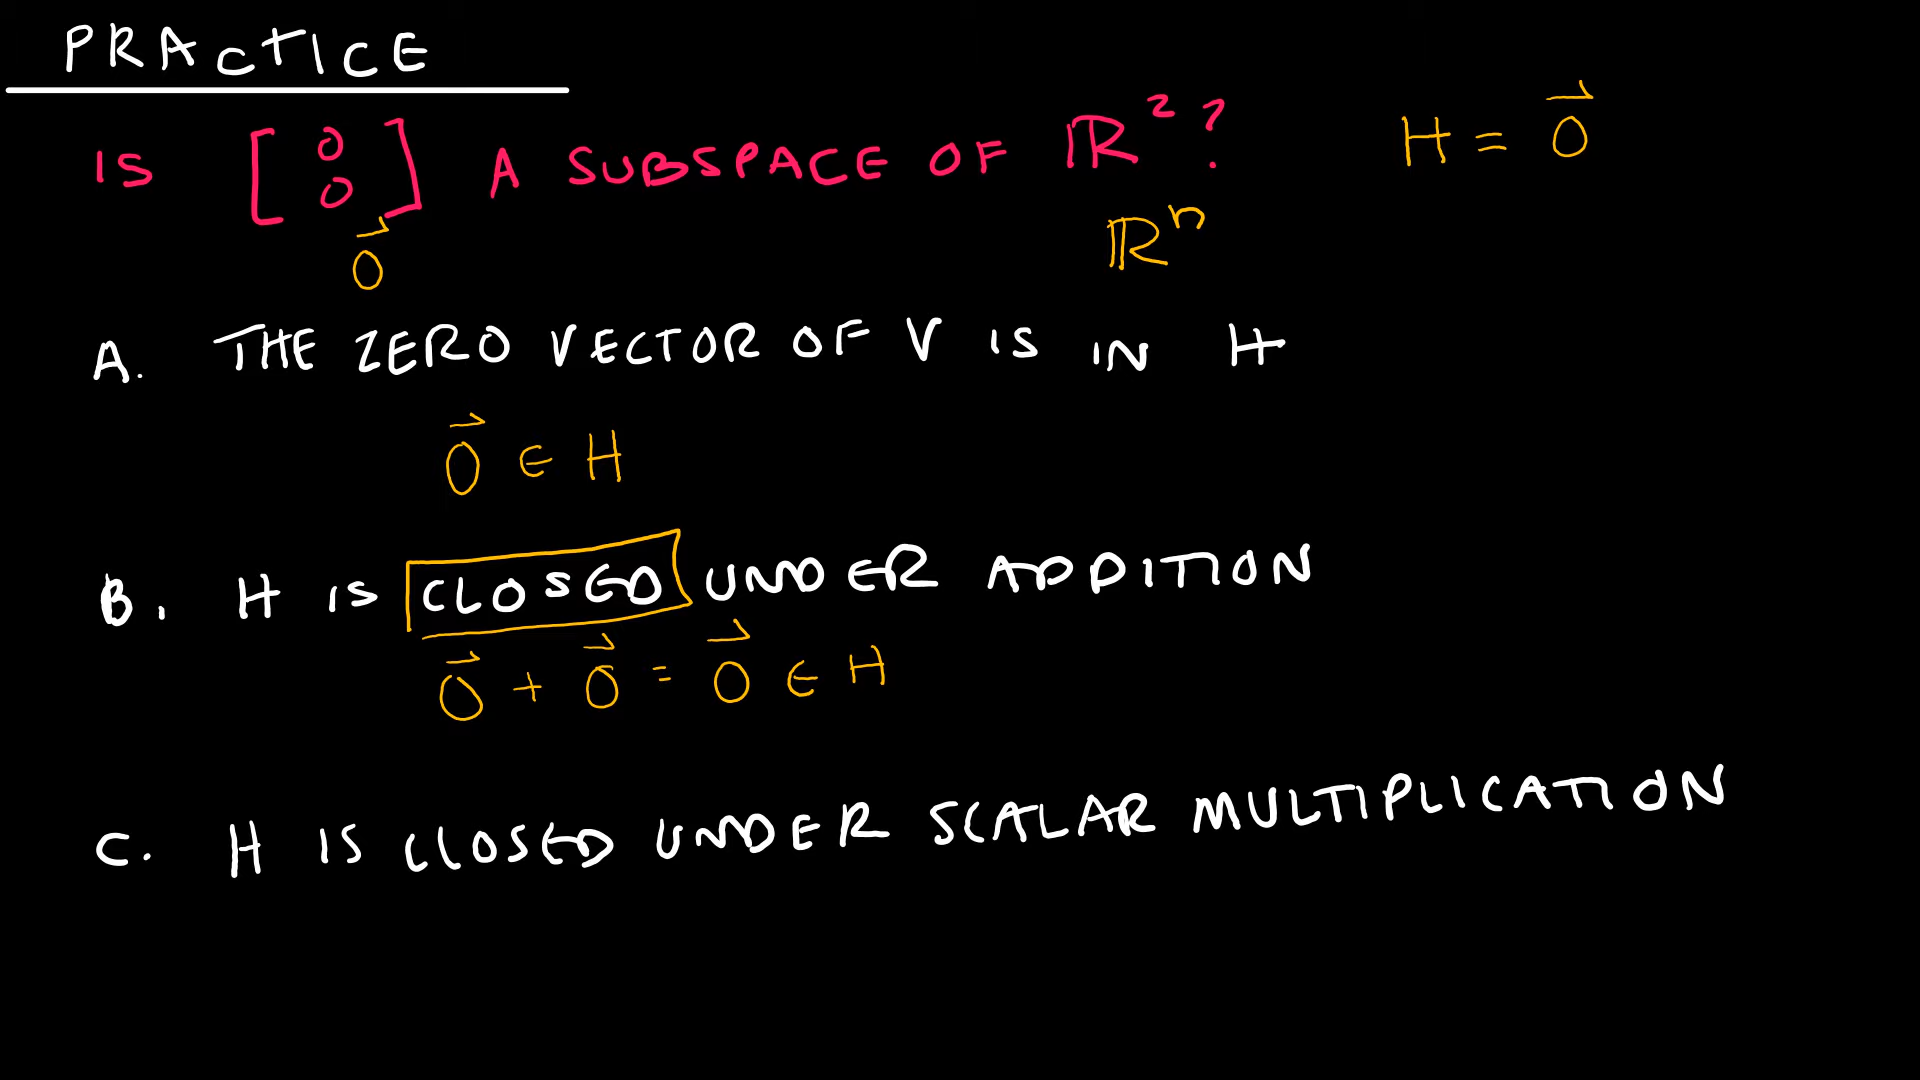 PRACTICE
IS [0 0] A SUBSPACE OF ℝ²? H = 0⃗
0⃗ ℝⁿ
A. THE ZERO VECTOR OF V IS IN H
0⃗ ∈ H
B. H IS CLOSED UNDER ADDITION
0⃗ + 0⃗ = 0⃗ ∈ H
C. H IS CLOSED UNDER SCALAR MULTIPLICATION